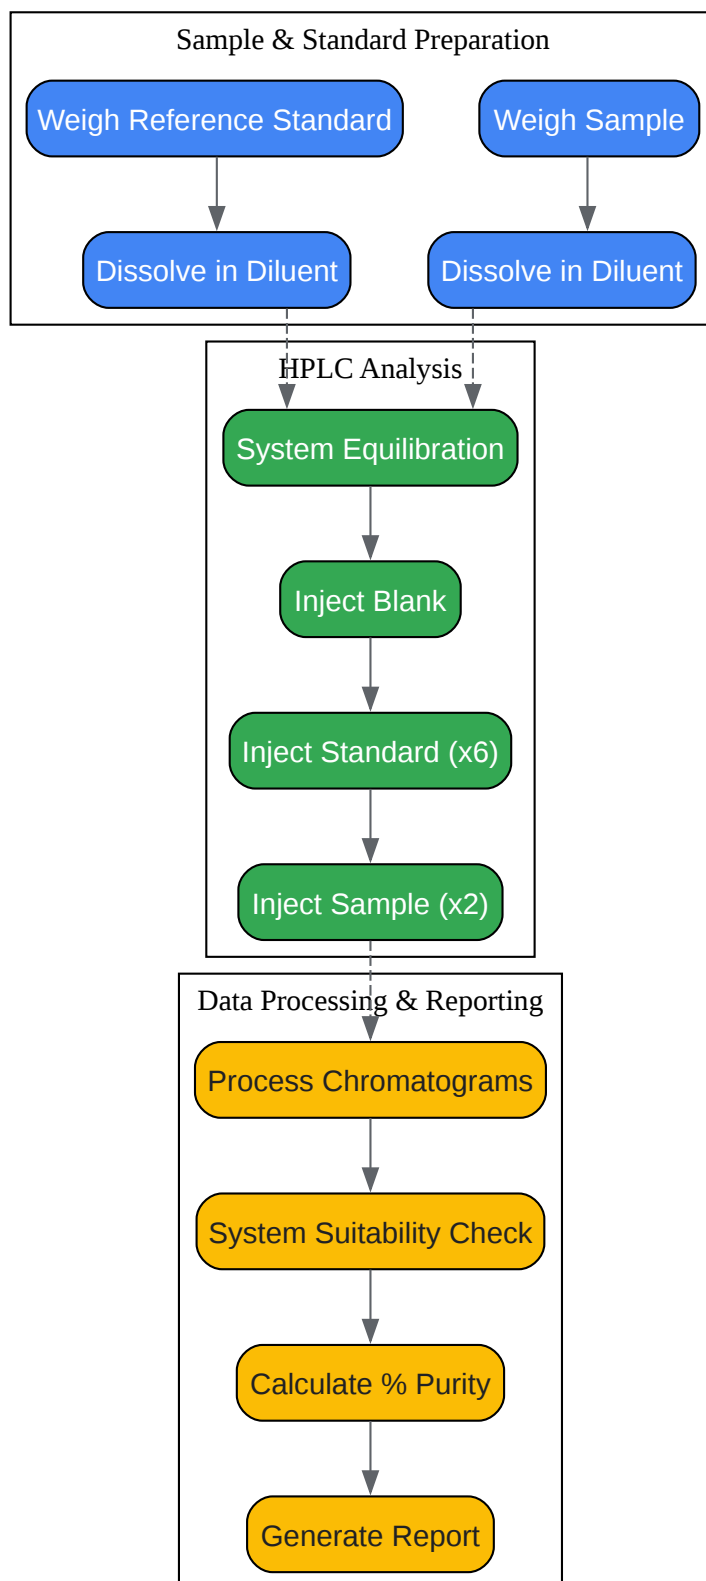 Sample & Standard Preparation
Weigh Reference Standard
Weigh Sample
Dissolve in Diluent
Dissolve in Diluent
HPLC Analysis
System Equilibration
Inject Blank
Inject Standard (x6)
Inject Sample (x2)
Data Processing & Reporting
Process Chromatograms
System Suitability Check
Calculate % Purity
Generate Report